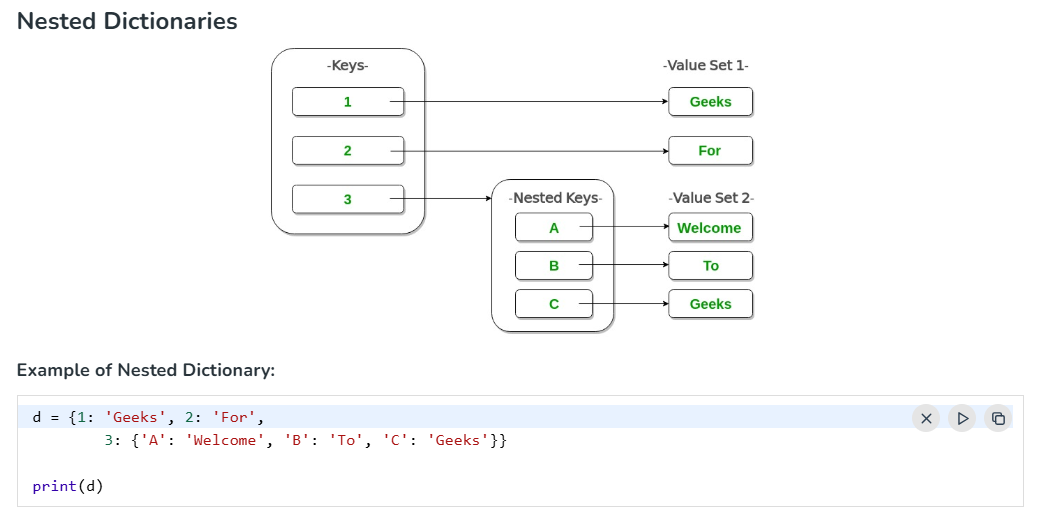 Nested Dictionaries
-Keys-
-Value Set 1-
1
Geeks
2
For
3
-Nested Keys-
-Value Set 2-
A
Welcome
B
To
C
Geeks
Example of Nested Dictionary:
d = {1: 'Geeks', 2: 'For',
        3: {'A': 'Welcome', 'B': 'To', 'C': 'Geeks'}}
print(d)